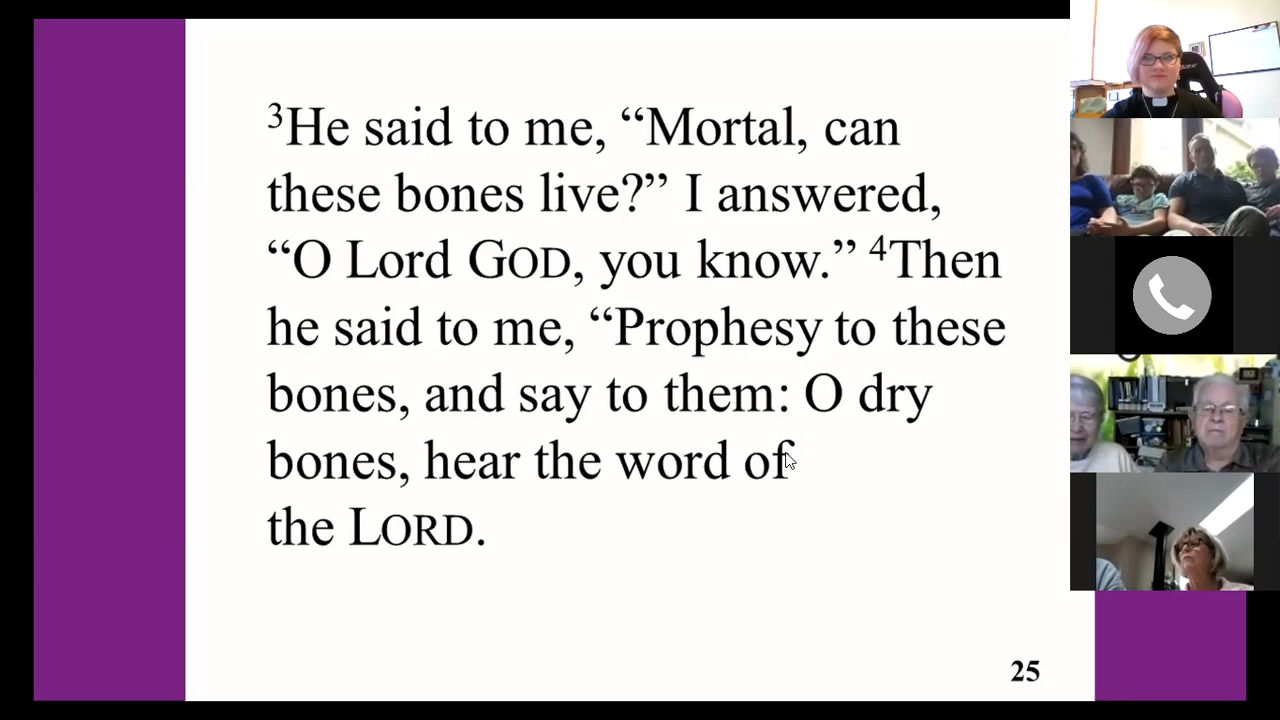 ³He said to me, “Mortal, can
these bones live?” I answered,
“O Lord GOD, you know.” ⁴Then
he said to me, “Prophesy to these
bones, and say to them: O dry
bones, hear the word of
the LORD.
25